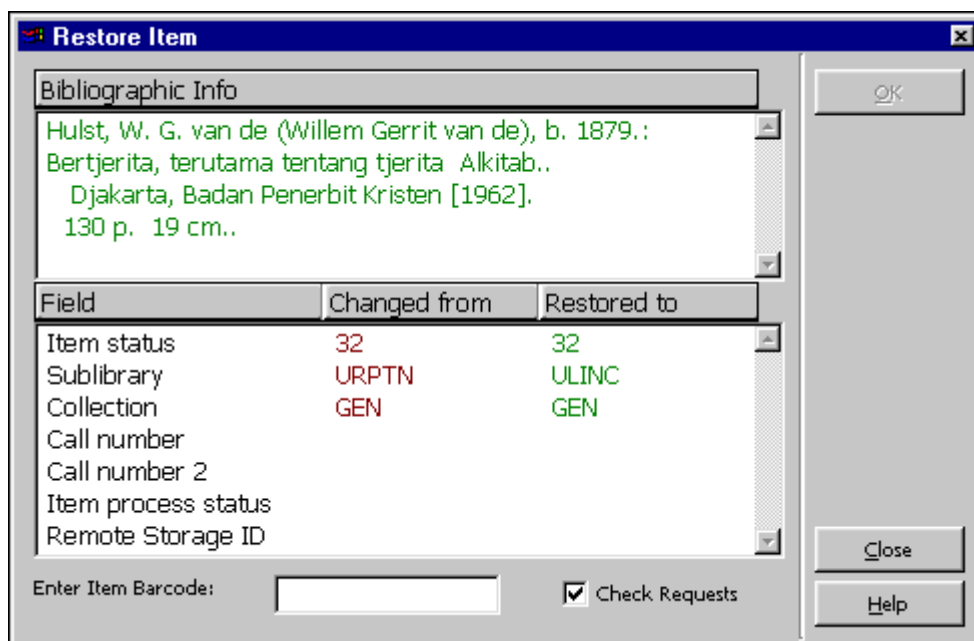 Restore Item
Bibliographic Info
OK
Hulst, W. G. van de (Willem Gerrit van de), b. 1879.:
Bertjerita, terutama tentang tjerita  Alkitab..
Djakarta, Badan Penerbit Kristen [1962].
130 p.  19 cm..
Field Changed from Restored to
Item status 32 32
Sublibrary URPTN ULINC
Collection GEN GEN
Call number
Call number 2
Item process status
Remote Storage ID
Close
Enter Item Barcode: Check Requests
Help